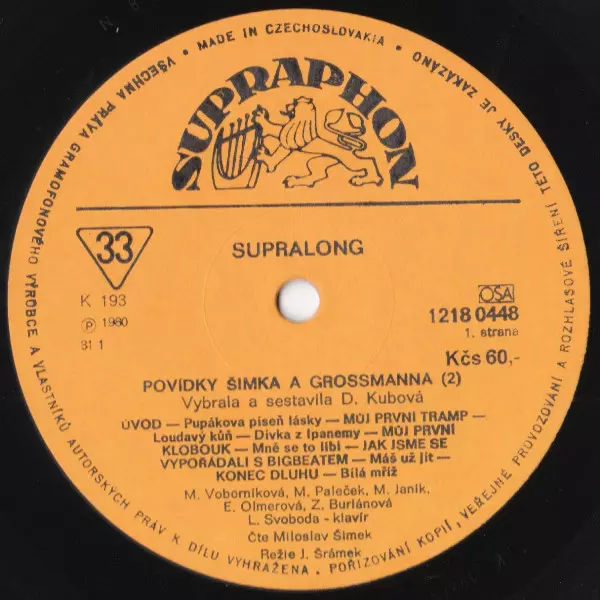 VŠECHNA PRÁVA GRAMOFONOVÉHO VÝROBCE A VLASTNÍKŮ AUTORSKÝCH PRÁV K DÍLU VYHRAŽENA. POŘIZOVÁNÍ KOPIÍ, VEŘEJNÉ PROVOZOVÁNÍ A ROZHLASOVÉ ŠÍŘENÍ TÉTO DESKY JE ZAKÁZÁNO
• MADE IN CZECHOSLOVAKIA •
SUPRAPHON
33
SUPRALONG
K 193
OSA
Ⓟ 1980
1218 0448
81 1
1. strana
Kčs 60,-
POVIDKY ŠIMKA A GROSSMANNA (2)
Vybrala a sestavila D. Kubová
ÚVOD — Pupákova píseň lásky — MŮJ PRVNÍ TRAMP —
Loudavý kůň — Dívka z Ipanemy — MŮJ PRVNÍ
KLOBOUK — Mně se to líbí — JAK JSME SE
VYPOŘÁDALI S BIGBEATEM — Máš už jít —
KONEC DLUHU — Bílá mříž
M. Voborníková, M. Paleček, M. Janík,
E. Olmerová, Z. Buriánová
L. Svoboda - klavír
Čte Miloslav Šimek
Režie J. Šrámek